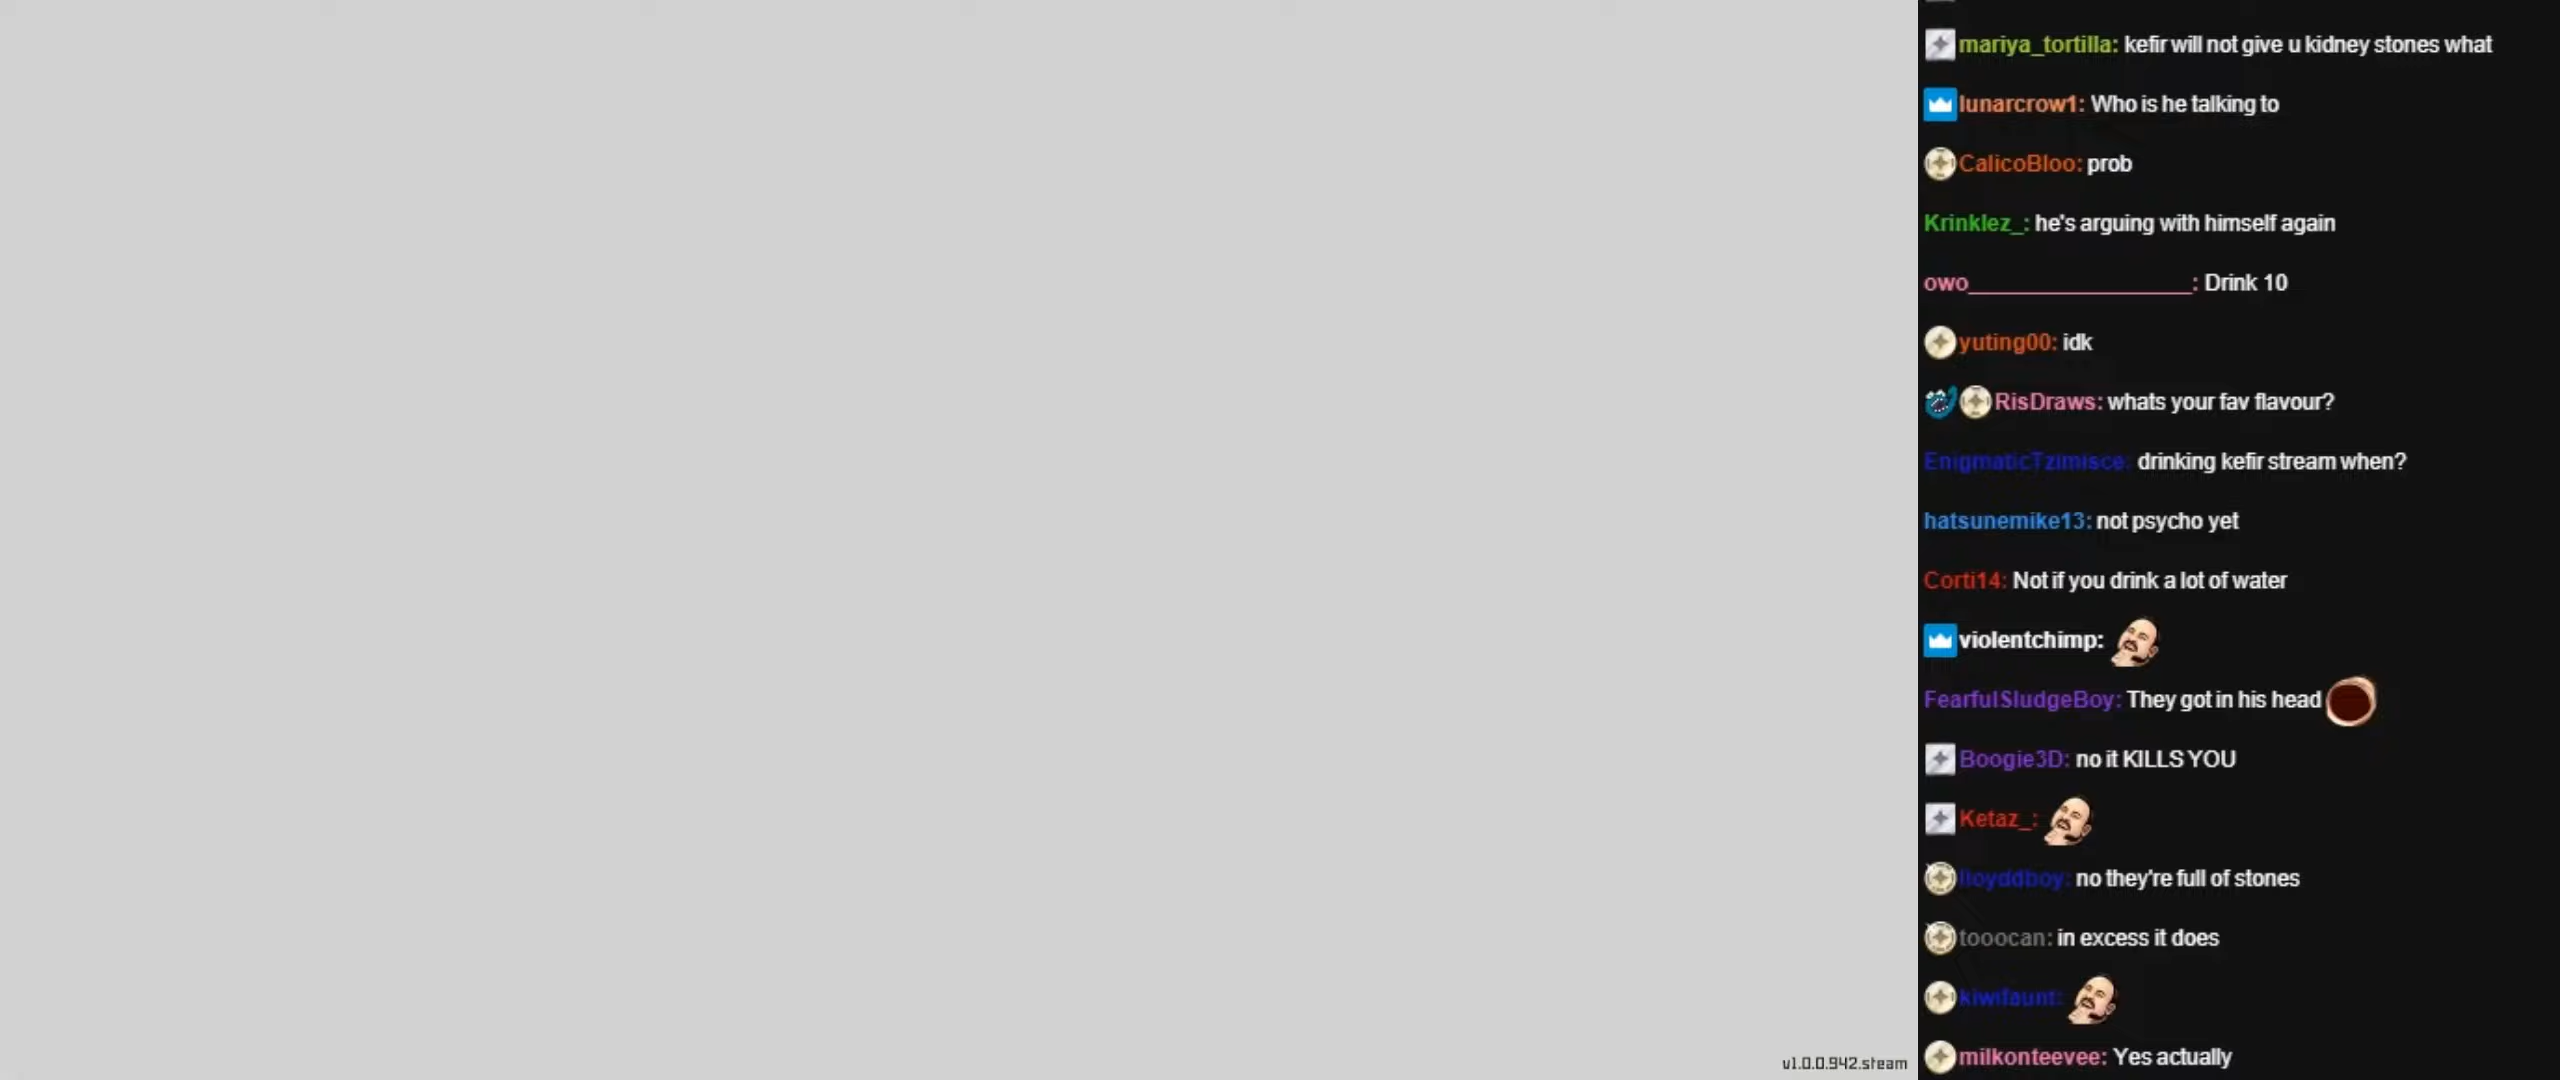 mariya_tortilla: kefir will not give u kidney stones what
lunarcrow1: Who is he talking to
CalicoBloo: prob
Krinklez_: he's arguing with himself again
owo__________________: Drink 10
yuting00: idk
RisDraws: whats your fav flavour?
EnigmaticTzimisce: drinking kefir stream when?
hatsunemike13: not psycho yet
Corti14: Not if you drink a lot of water
violentchimp:
FearfulSludgeBoy: They got in his head
Boogie3D: no it KILLS YOU
Ketaz_:
lloyddboy: no they're full of stones
tooocan: in excess it does
kiwifaunt:
milkonteevee: Yes actually
v1.0.0.942.steam